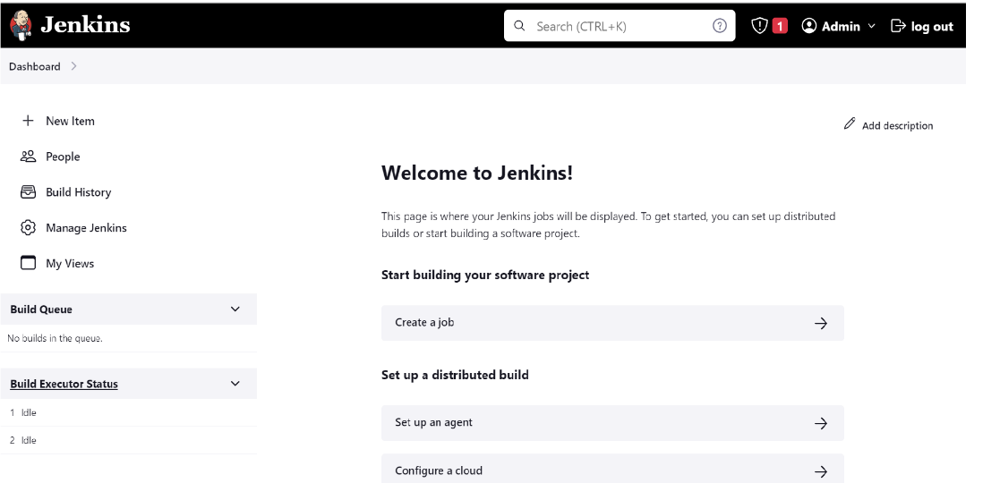 Jenkins
Search (CTRL+K)
1
Admin
log out
Dashboard
New Item
People
Build History
Manage Jenkins
My Views
Build Queue
No builds in the queue.
Build Executor Status
1 Idle
2 Idle
Add description
Welcome to Jenkins!
This page is where your Jenkins jobs will be displayed. To get started, you can set up distributed
builds or start building a software project.
Start building your software project
Create a job
Set up a distributed build
Set up an agent
Configure a cloud